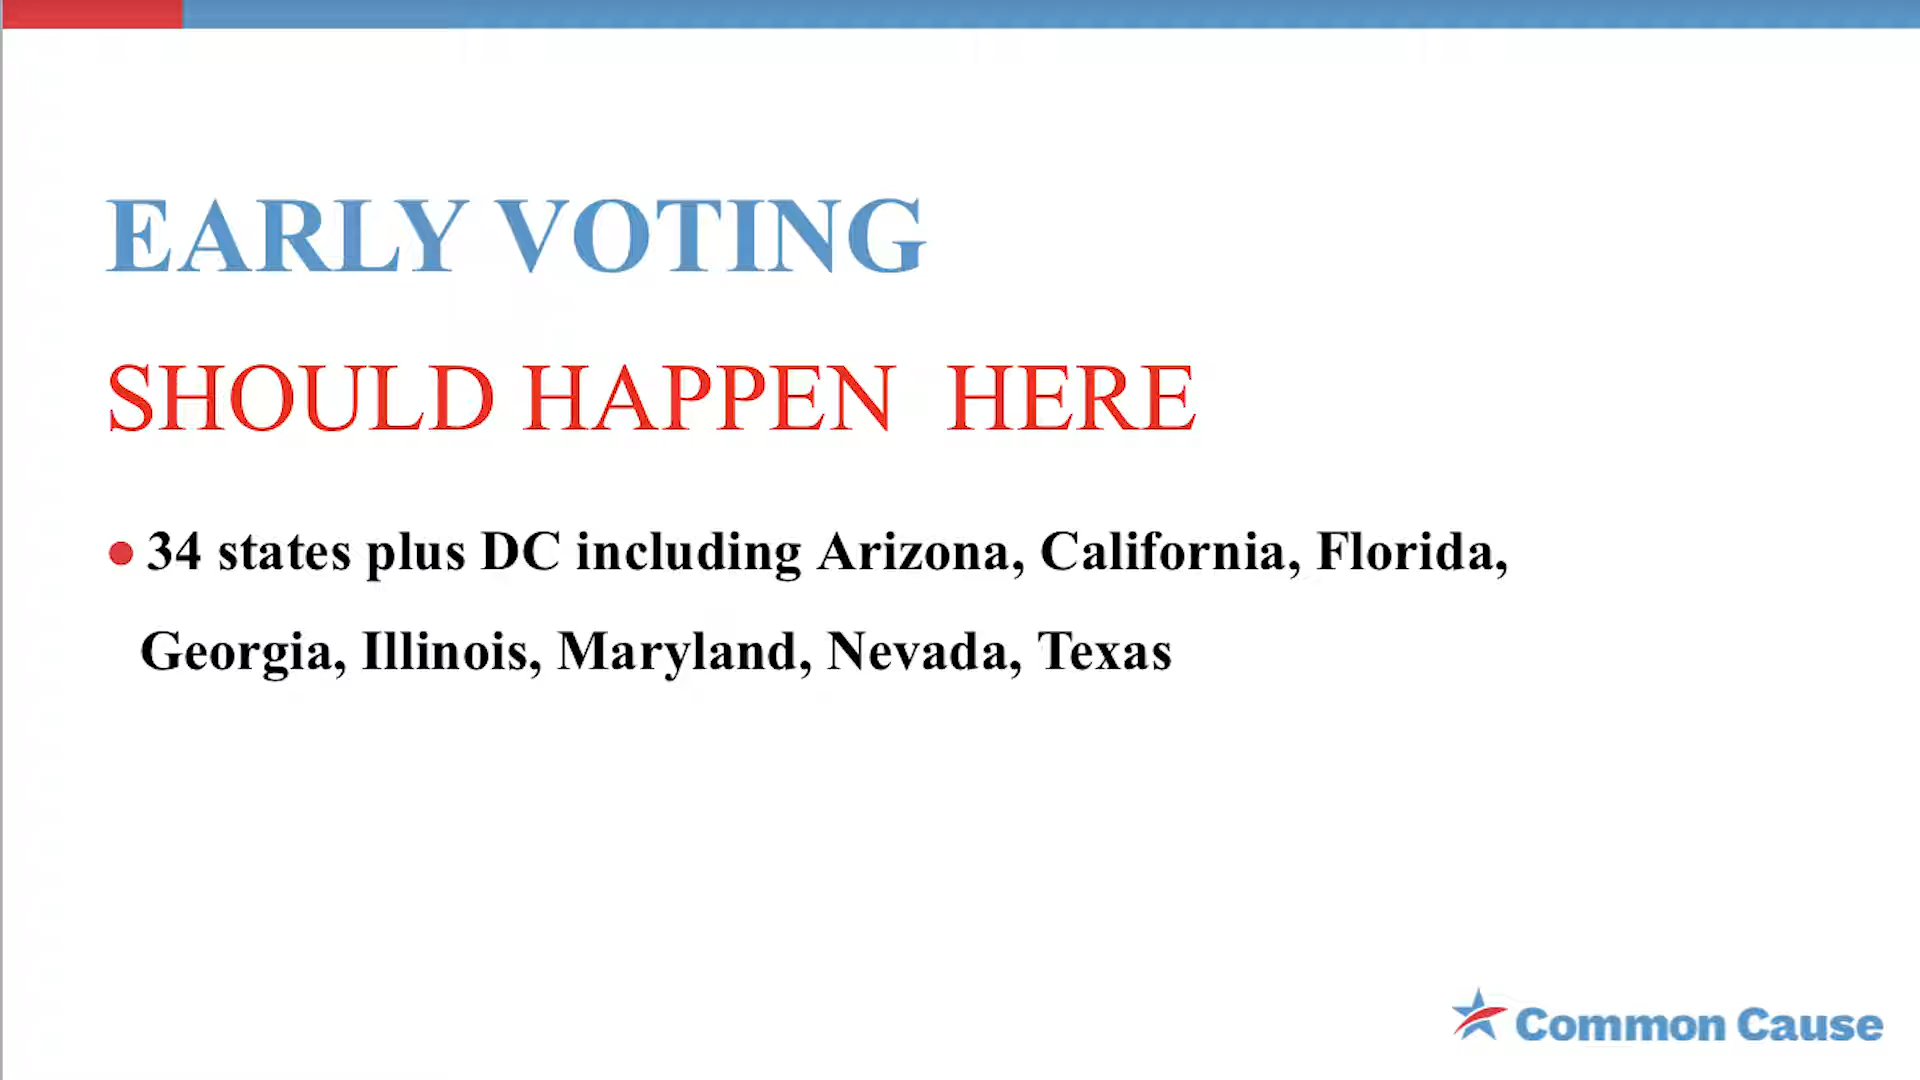 EARLY VOTING
SHOULD HAPPEN  HERE
• 34 states plus DC including Arizona, California, Florida,
Georgia, Illinois, Maryland, Nevada, Texas
Common Cause